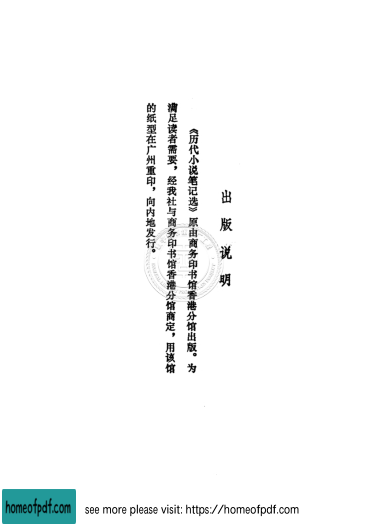 出版说明
《历代小说笔记选》原由商务印书馆香港分馆出版。为
满足读者需要，经我社与商务印书馆香港分馆商定，用该馆
的纸型在广州重印，向内地发行。
homeofpdf.com
see more please visit: https://homeofpdf.com